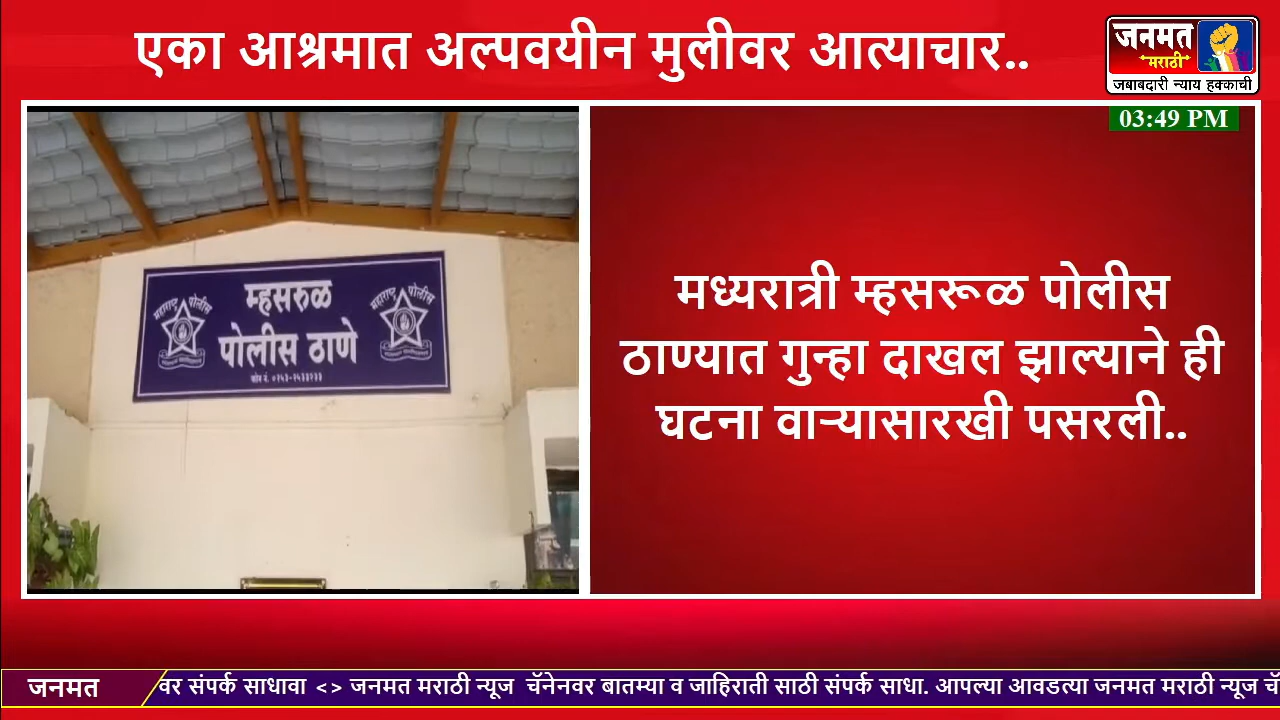 एका आश्रमात अल्पवयीन मुलीवर आत्याचार..
जनमत
मराठी
जबाबदारी न्याय हक्काची
03:49 PM
महाराष्ट्र पोलीस
म्हसरुळ
पोलीस ठाणे
महाराष्ट्र पोलीस
मध्यरात्री म्हसरूळ पोलीस
ठाण्यात गुन्हा दाखल झाल्याने ही
घटना वाऱ्यासारखी पसरली..
जनमत
वर संपर्क साधावा <> जनमत मराठी न्यूज चॅनेनवर बातम्या व जाहिराती साठी संपर्क साधा. आपल्या आवडत्या जनमत मराठी न्यूज चॅ